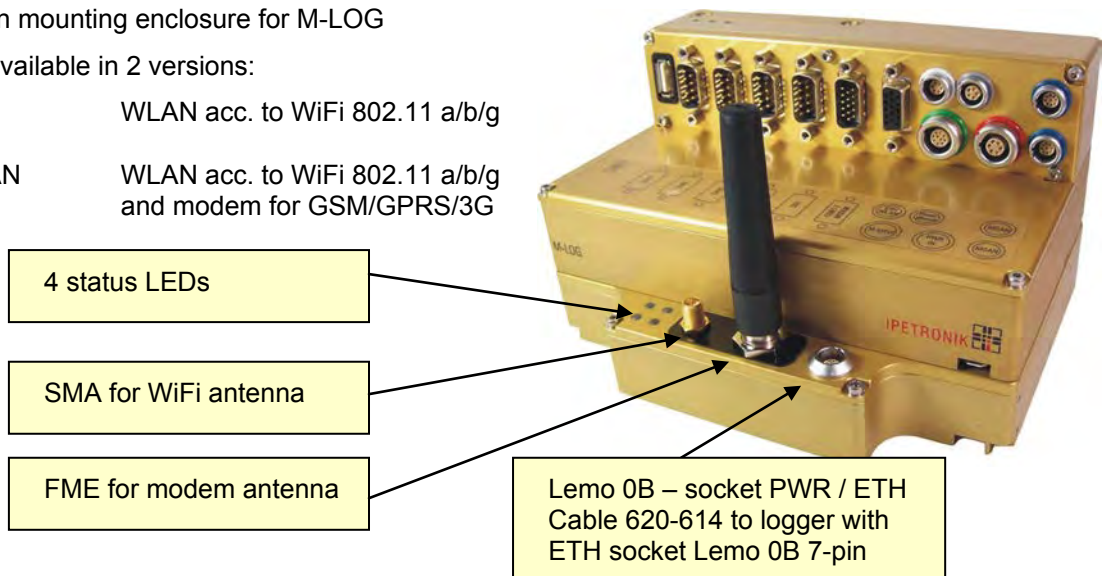 n mounting enclosure for M-LOG
vailable in 2 versions:
WLAN acc. to WiFi 802.11 a/b/g
AN WLAN acc. to WiFi 802.11 a/b/g
and modem for GSM/GPRS/3G
4 status LEDs
M-LOG
IPETRONIK
SMA for WiFi antenna
FME for modem antenna
Lemo 0B – socket PWR / ETH
Cable 620-614 to logger with
ETH socket Lemo 0B 7-pin